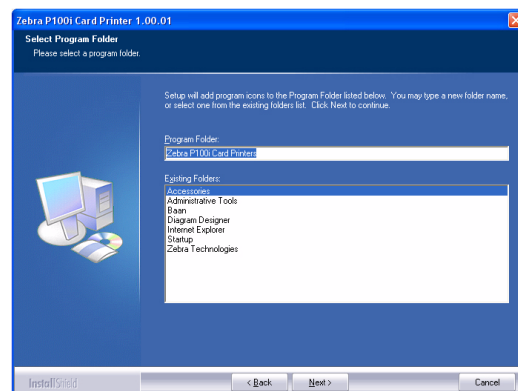 Zebra P100i Card Printer 1.00.01
Select Program Folder
Please select a program folder.
Setup will add program icons to the Program Folder listed below. You may type a new folder name,
or select one from the existing folders list. Click Next to continue.
Program Folder:
Zebra P100i Card Printers
Existing Folders:
Accessories
Administrative Tools
Baan
Diagram Designer
Internet Explorer
Startup
Zebra Technologies
InstallShield
< Back
Next >
Cancel